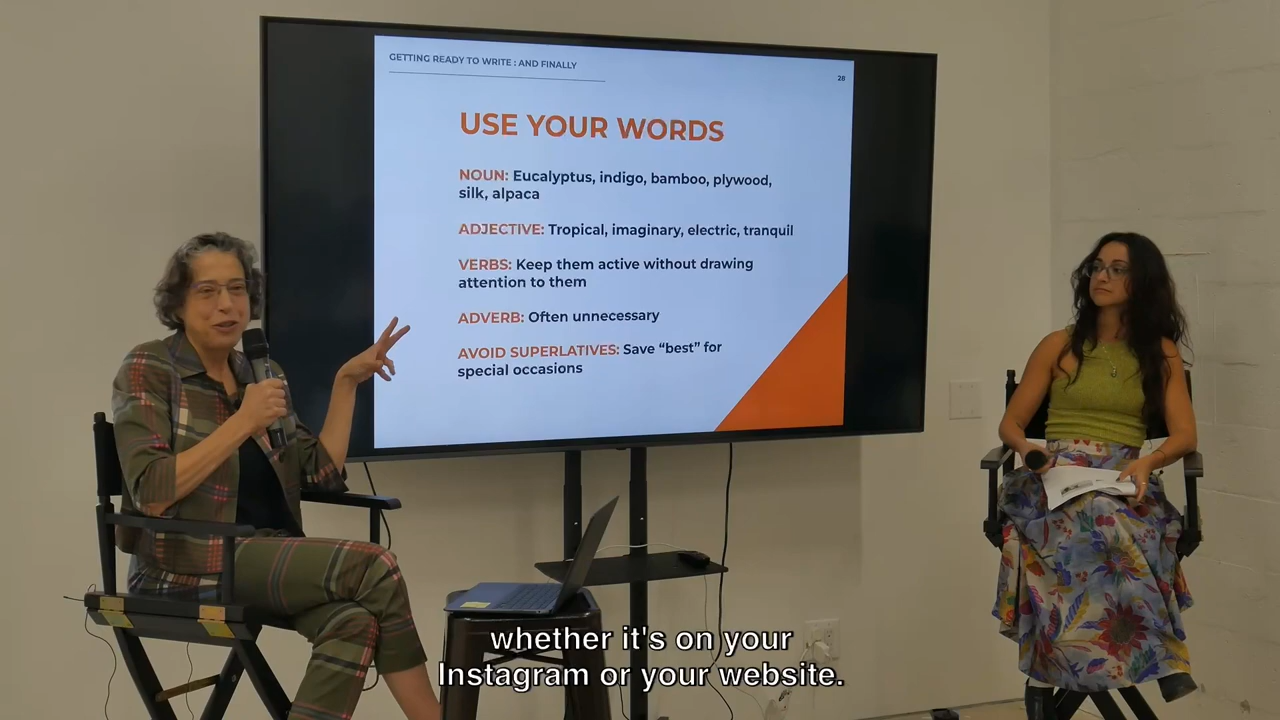 GETTING READY TO WRITE : AND FINALLY
28
USE YOUR WORDS
NOUN: Eucalyptus, indigo, bamboo, plywood,
silk, alpaca
ADJECTIVE: Tropical, imaginary, electric, tranquil
VERBS: Keep them active without drawing
attention to them
ADVERB: Often unnecessary
AVOID SUPERLATIVES: Save “best” for
special occasions
whether it's on your
Instagram or your website.